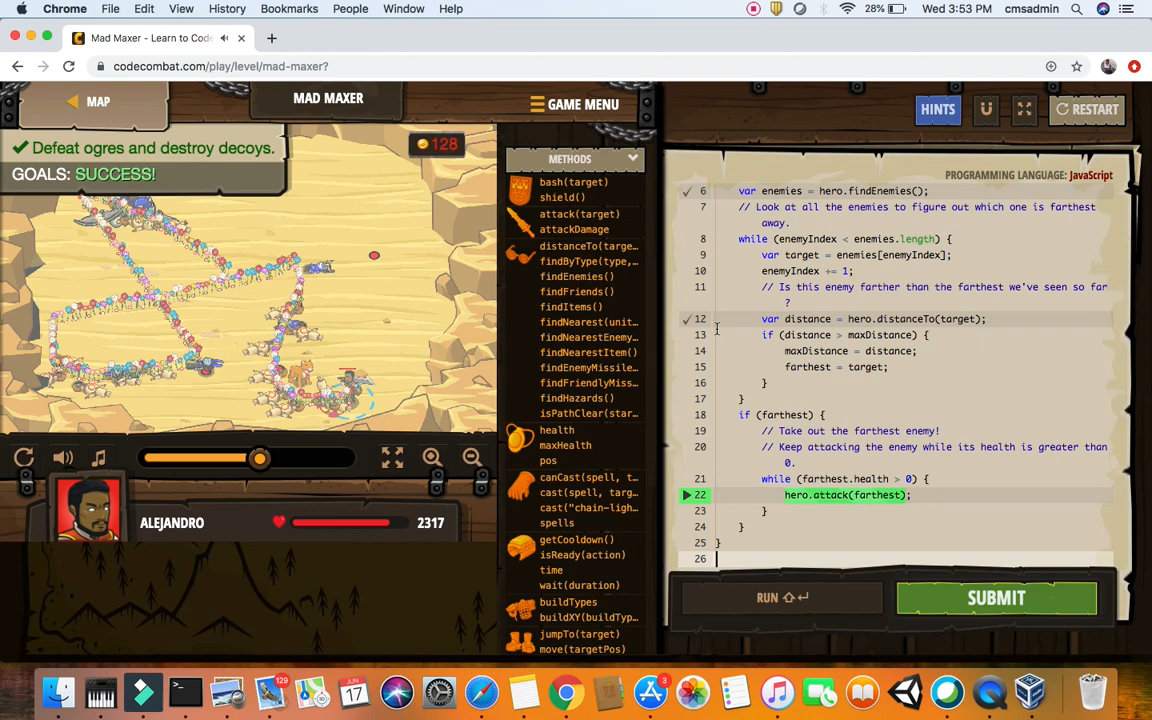 Chrome File Edit View History Bookmarks People Window Help 28% Wed 3:53 PM cmsadmin
Mad Maxer - Learn to Code
codecombat.com/play/level/mad-maxer?
MAP
MAD MAXER
GAME MENU
HINTS
RESTART
Defeat ogres and destroy decoys.
GOALS: SUCCESS!
128
METHODS
bash(target)
shield()
attack(target)
attackDamage
distanceTo(targe…
findByType(type,…
findEnemies()
findFriends()
findItems()
findNearest(unit…
findNearestEnemy…
findNearestItem()
findEnemyMissile…
findFriendlyMiss…
findHazards()
isPathClear(star…
health
maxHealth
pos
canCast(spell, t…
cast(spell, targ…
cast("chain-ligh…
spells
getCooldown()
isReady(action)
time
wait(duration)
buildTypes
buildXY(buildTyp…
jumpTo(target)
move(targetPos)
PROGRAMMING LANGUAGE: JavaScript
6 var enemies = hero.findEnemies();
7 // Look at all the enemies to figure out which one is farthest
away.
8 while (enemyIndex < enemies.length) {
9 var target = enemies[enemyIndex];
10 enemyIndex += 1;
11 // Is this enemy farther than the farthest we've seen so far
?
12 var distance = hero.distanceTo(target);
13 if (distance > maxDistance) {
14 maxDistance = distance;
15 farthest = target;
16 }
17 }
18 if (farthest) {
19 // Take out the farthest enemy!
20 // Keep attacking the enemy while its health is greater than
0.
21 while (farthest.health > 0) {
22 hero.attack(farthest);
23 }
24 }
25 }
26
RUN
SUBMIT
ALEJANDRO
2317
129
JUN
17
3